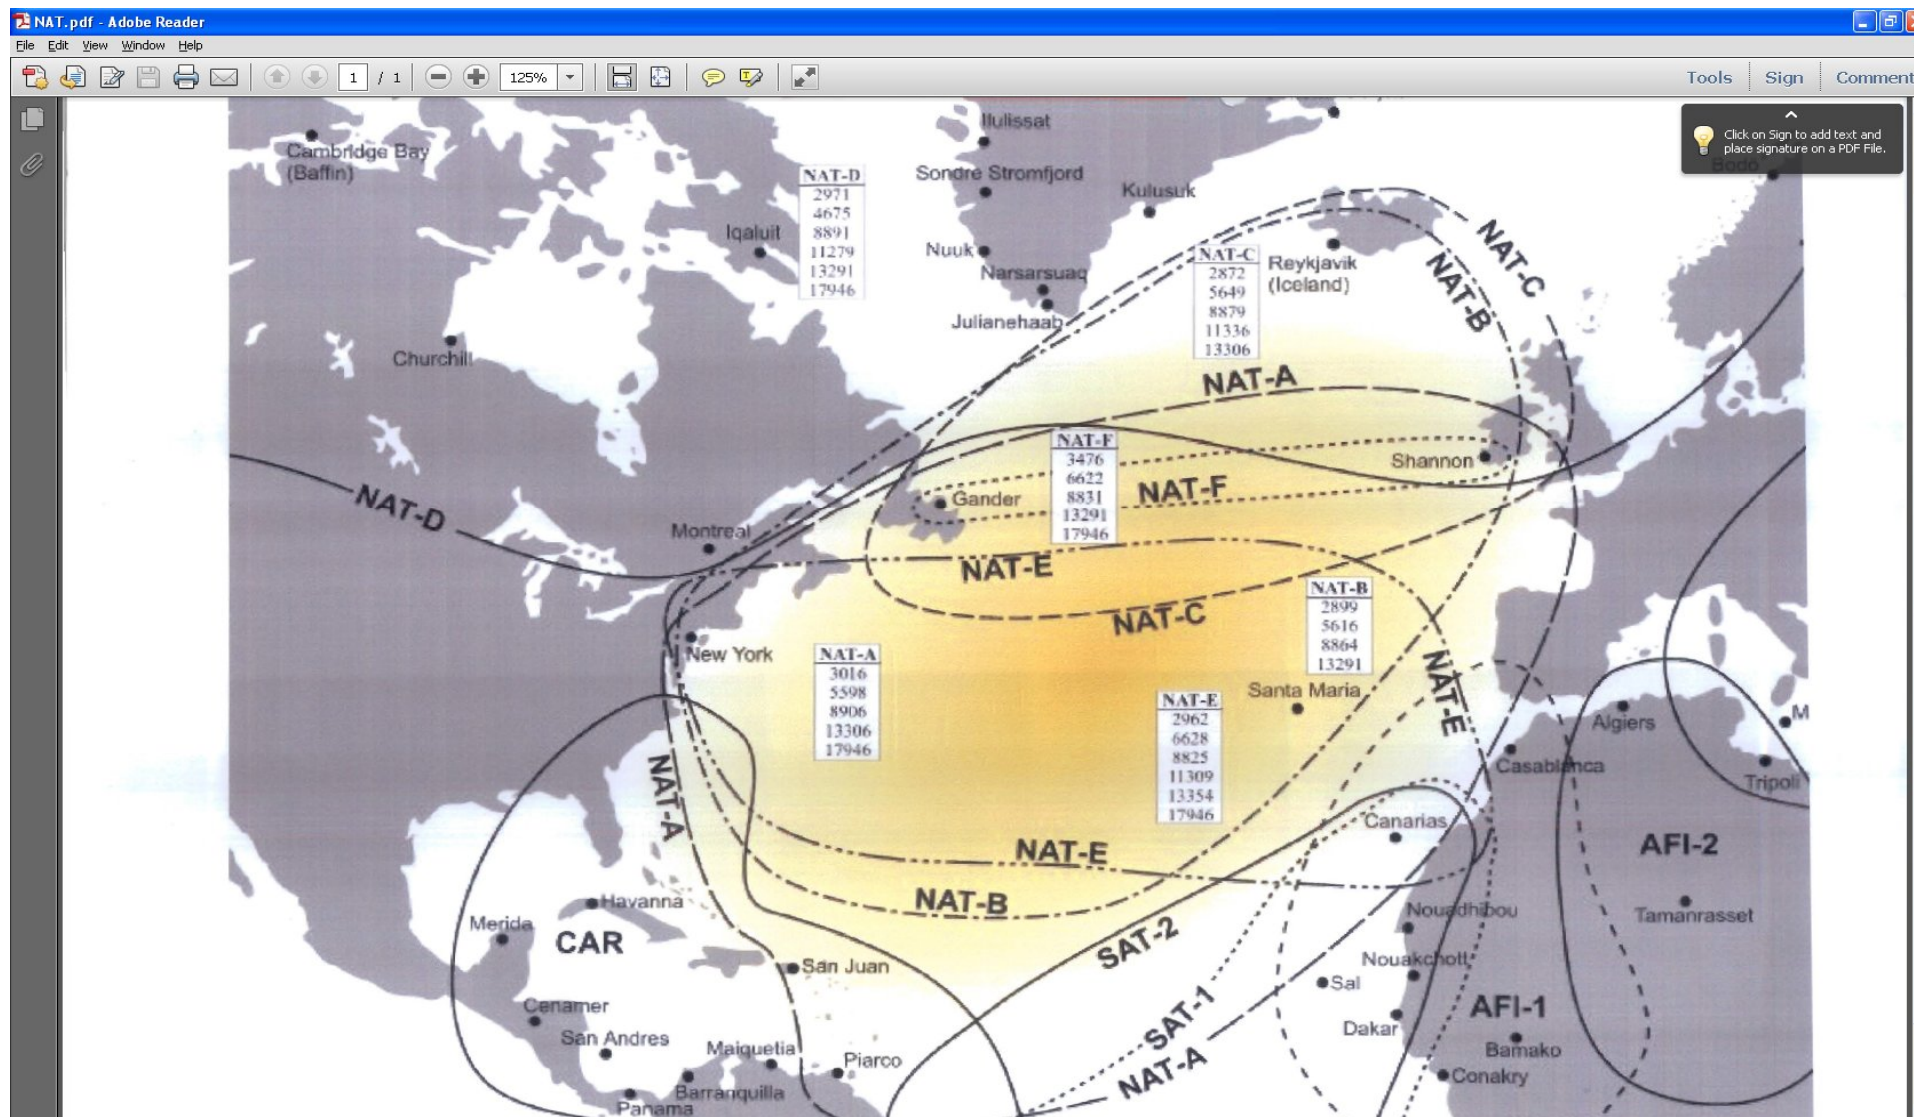 NAT.pdf - Adobe Reader
File Edit View Window Help
1 / 1
125%
Tools Sign Comment
Click on Sign to add text and
place signature on a PDF File.
Bodö
Ilulissat
Cambridge Bay
(Baffin)
Sondre Stromfjord
Kulusuk
NAT-D
2971
4675
8891
11279
13291
17946
Iqaluit
Nuuk
Narsarsuaq
Julianehaab
NAT-C
2872
5649
8879
11336
13306
Reykjavik
(Iceland)
NAT-C
NAT-B
Churchill
NAT-A
NAT-F
3476
6622
8831
13291
17946
Shannon
NAT-F
Gander
NAT-D
Montreal
NAT-E
NAT-C
NAT-B
2899
5616
8864
13291
New York
NAT-A
3016
5598
8906
13306
17946
NAT-E
Santa Maria
NAT-E
2962
6628
8825
11309
13354
17946
Algiers
M
Casablanca
Tripoli
NAT-A
Canarias
AFI-2
NAT-E
NAT-B
Havanna
Merida
CAR
Nouadhibou
Tamanrasset
SAT-2
Nouakchott
San Juan
Sal
Cenamer
SAT-1
AFI-1
Dakar
San Andres
Maiquetia
Piarco
NAT-A
Bamako
Conakry
Barranquilla
Panama